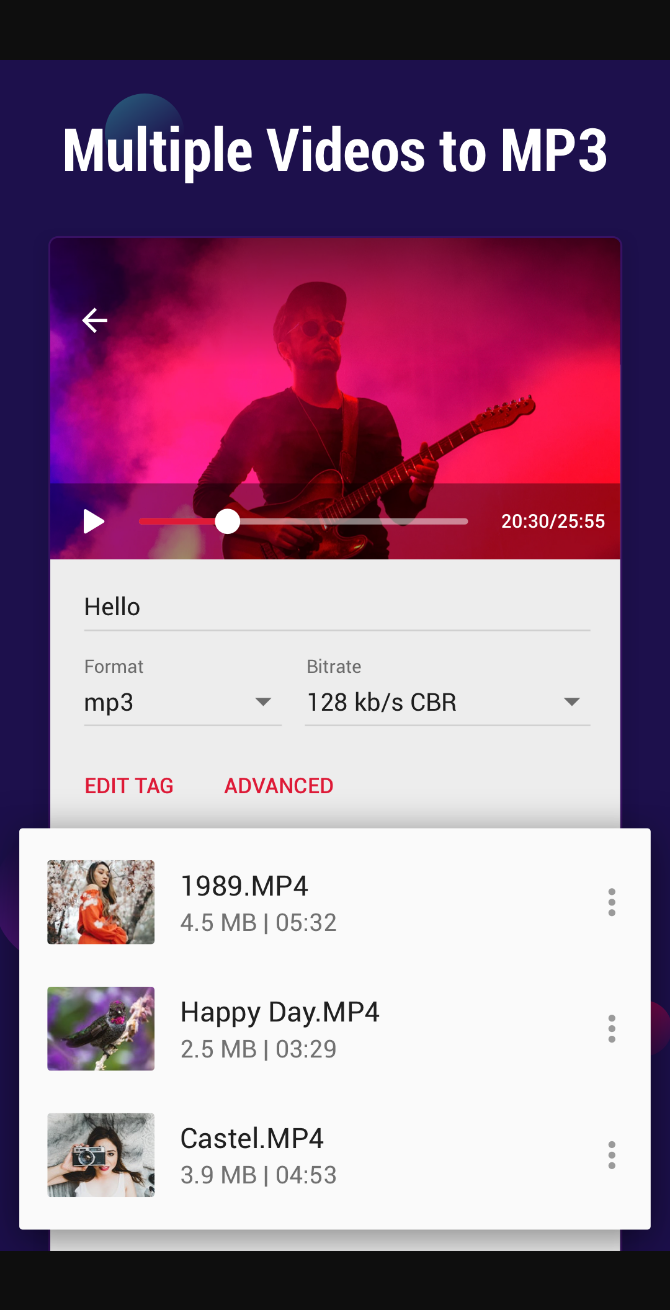 Multiple Videos to MP3
20:30/25:55
Hello
Format
Bitrate
mp3
128 kb/s CBR
EDIT TAG
ADVANCED
1989.MP4
4.5 MB | 05:32
Happy Day.MP4
2.5 MB | 03:29
Castel.MP4
3.9 MB | 04:53